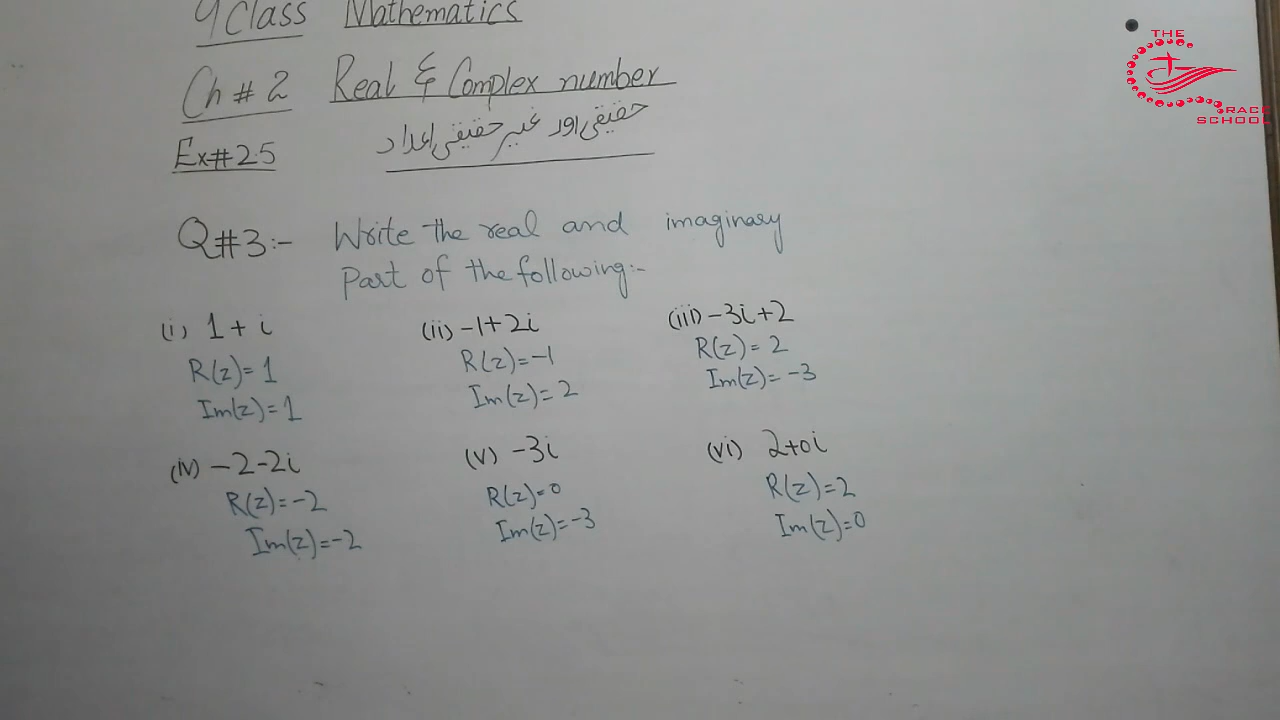 9 Class Mathematics
Ch # 2 Real & Complex number
Ex # 2.5 حقیقی اور غیر حقیقی اعداد
Q#3:- Write the real and imaginary
Part of the following:-
(i) 1 + i (ii) -1+2i (iii) -3i+2
R(z)=1 R(z)=-1 R(z)=2
Im(z)=1 Im(z)=2 Im(z)=-3
(iv) -2-2i (v) -3i (vi) 2+0i
R(z)=-2 R(z)=0 R(z)=2
Im(z)=-2 Im(z)=-3 Im(z)=0
THE
GRACE
SCHOOL